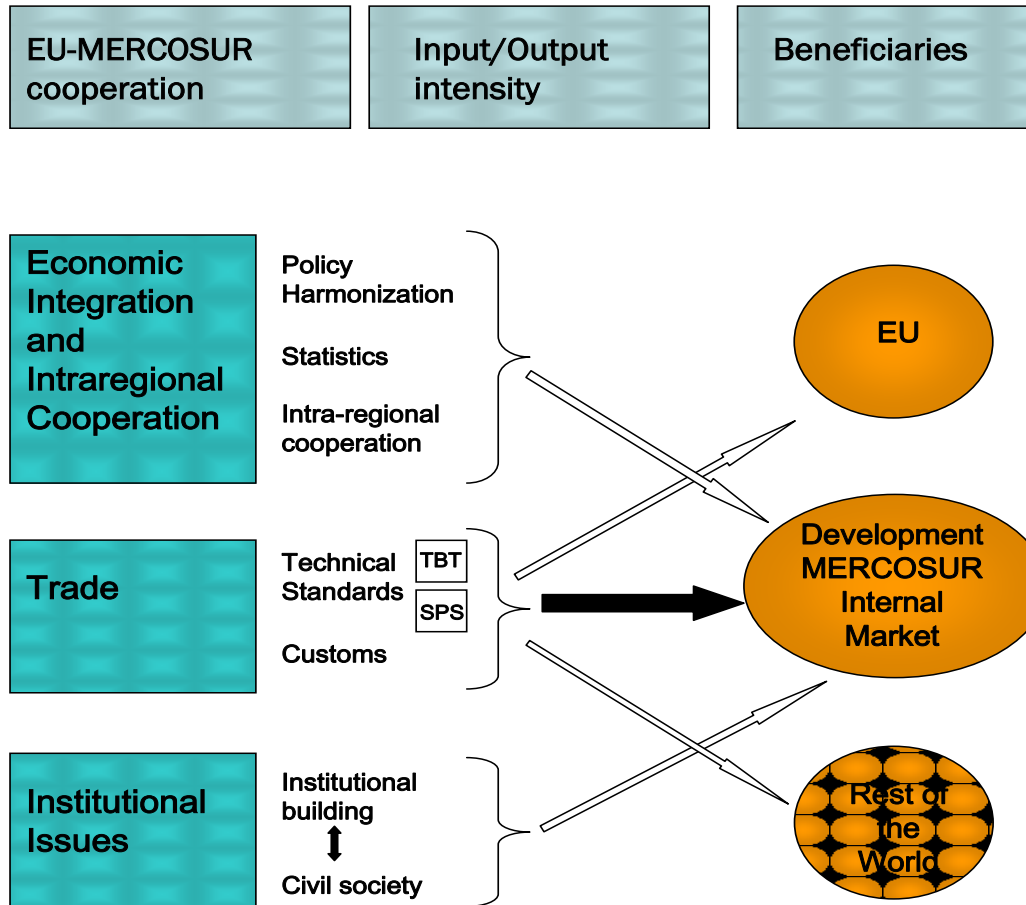 EU-MERCOSUR
cooperation
Input/Output
intensity
Beneficiaries
Economic
Integration
and
Intraregional
Cooperation
Policy
Harmonization
Statistics
Intra-regional
cooperation
EU
Trade
Technical
Standards
TBT
SPS
Customs
Development
MERCOSUR
Internal
Market
Institutional
Issues
Institutional
building
Civil society
Rest of
the
World